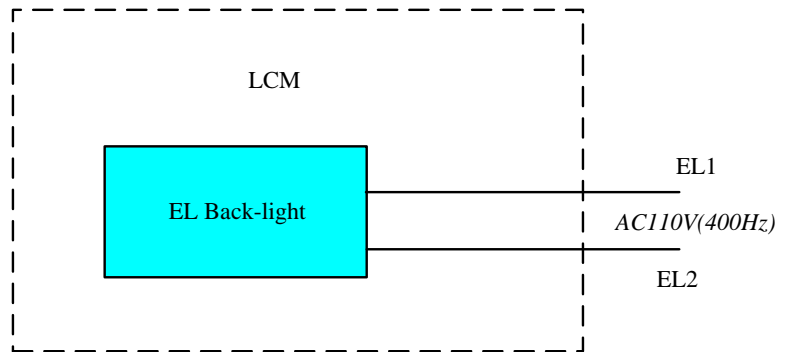 LCM
EL1
EL Back-light
AC110V(400Hz)
EL2